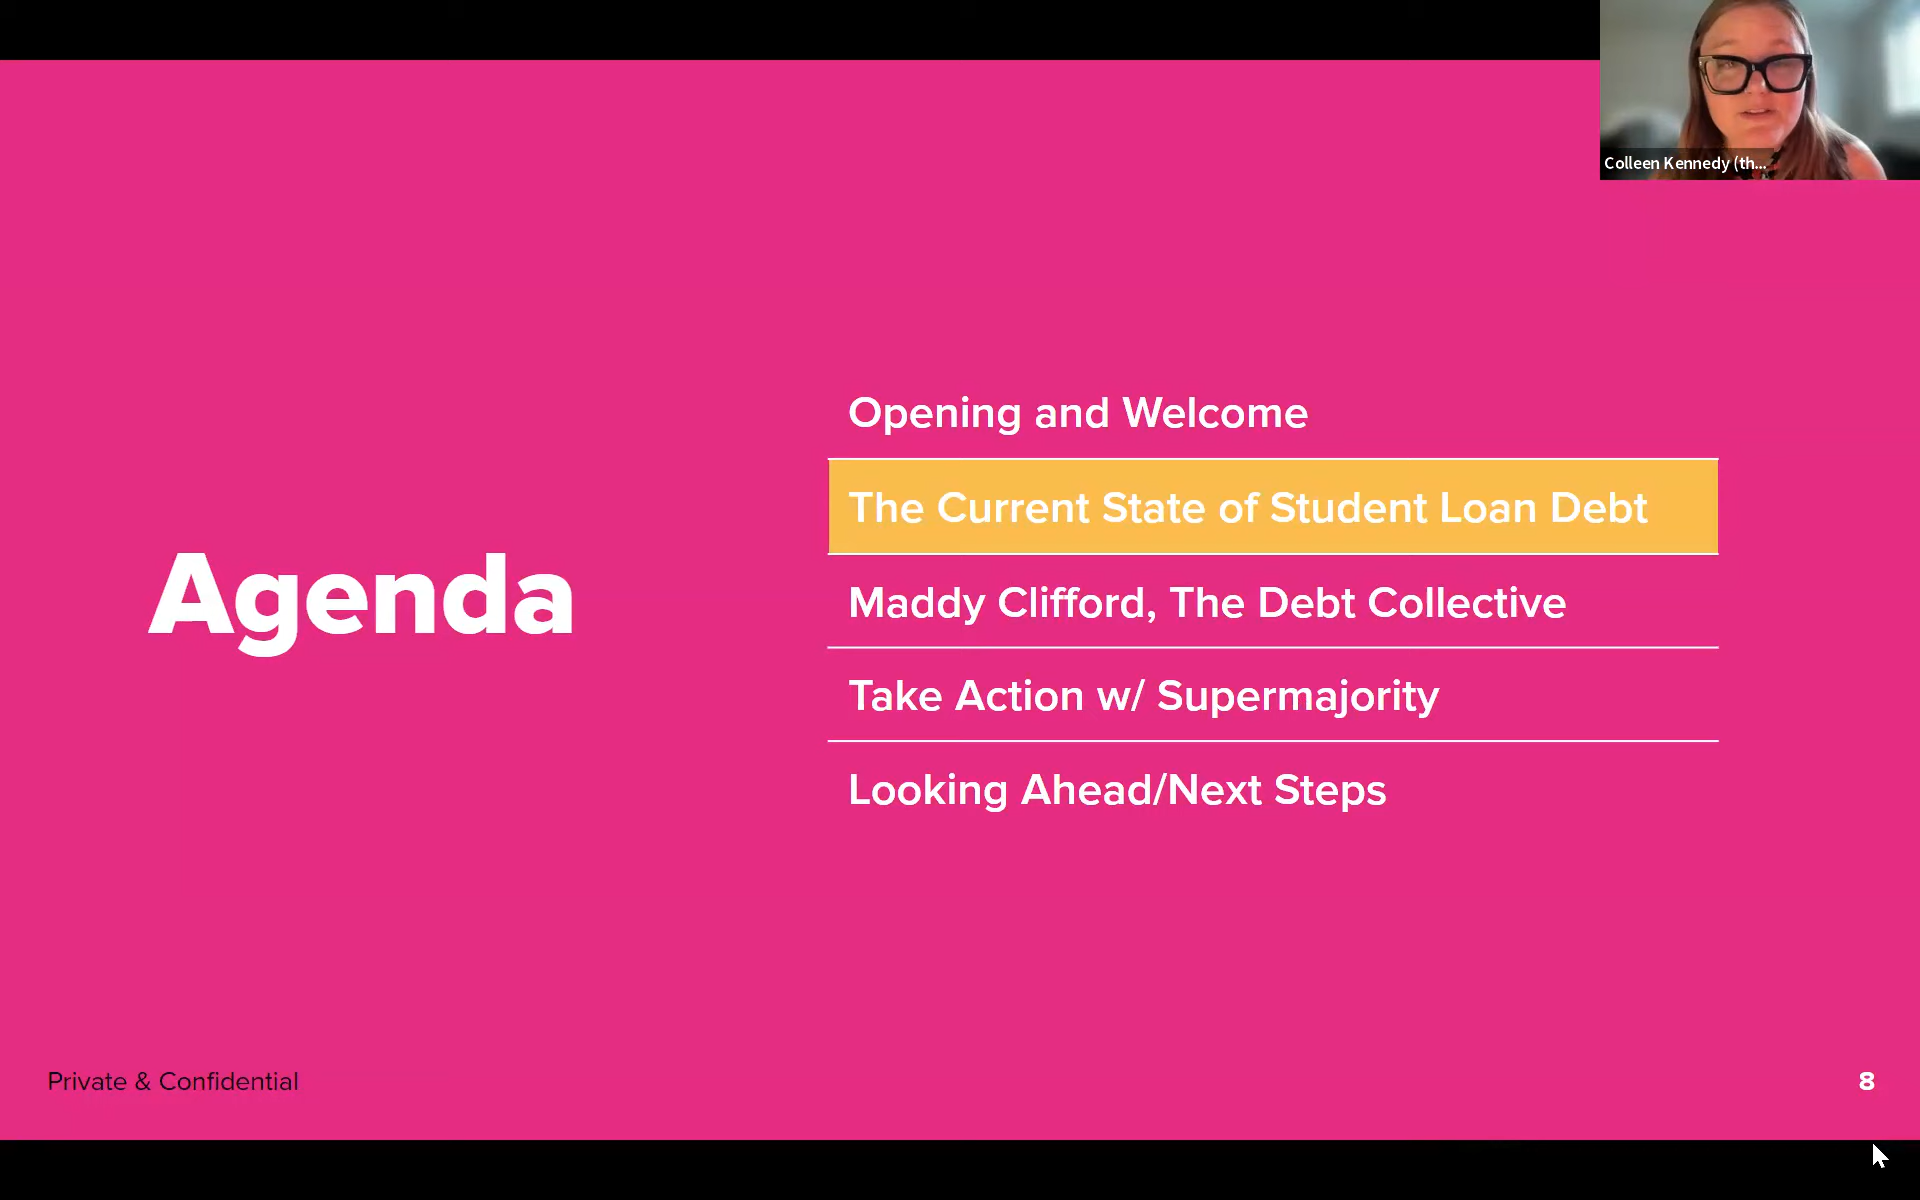 Colleen Kennedy (th...
Agenda
Opening and Welcome
The Current State of Student Loan Debt
Maddy Clifford, The Debt Collective
Take Action w/ Supermajority
Looking Ahead/Next Steps
Private & Confidential
8